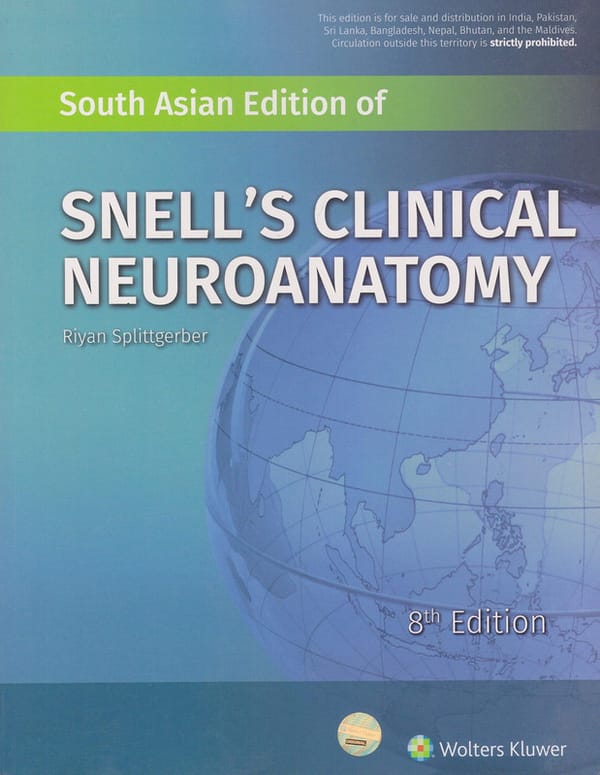 This edition is for sale and distribution in India, Pakistan,
Sri Lanka, Bangladesh, Nepal, Bhutan, and the Maldives.
Circulation outside this territory is strictly prohibited.
South Asian Edition of
SNELL'S CLINICAL
NEUROANATOMY
Riyan Splittgerber
8th Edition
Wolters Kluwer